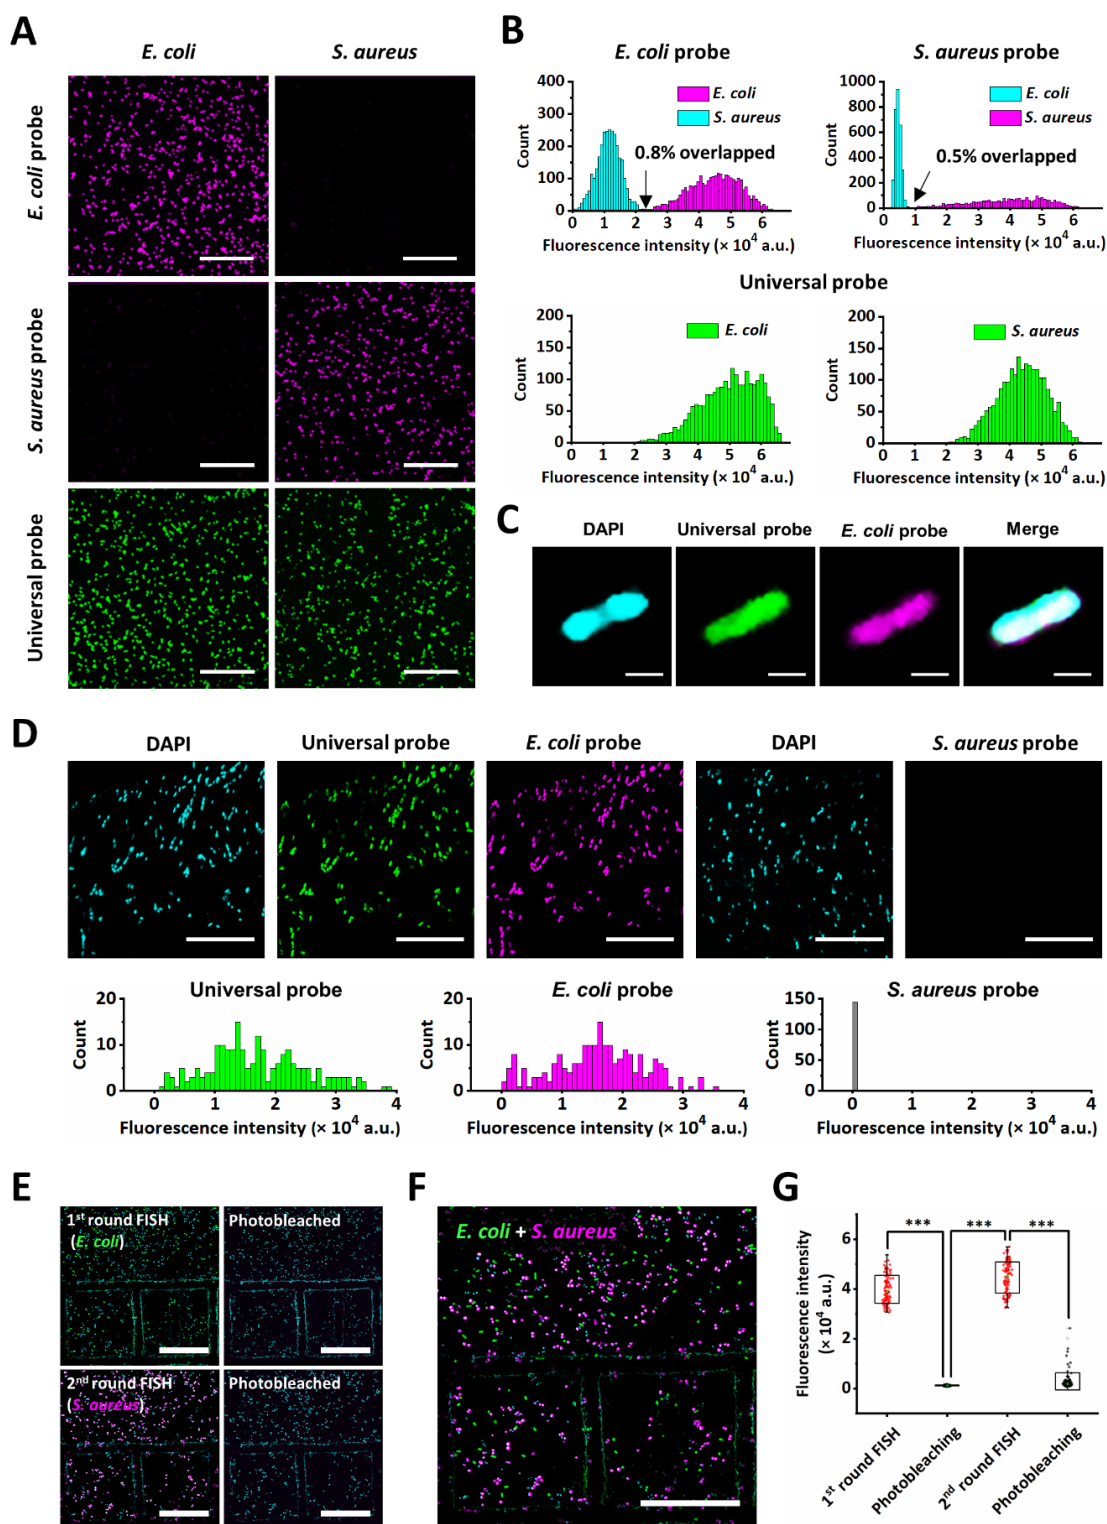 A
E. coli
S. aureus
E. coli probe
S. aureus probe
Universal probe
B
E. coli probe
400
300
200
100
0
Count
E. coli
S. aureus
0.8% overlapped
0 1 2 3 4 5 6
Fluorescence intensity (× 10⁴ a.u.)
S. aureus probe
1000
800
600
400
200
0
Count
E. coli
S. aureus
0.5% overlapped
0 1 2 3 4 5 6
Fluorescence intensity (× 10⁴ a.u.)
Universal probe
200
150
100
50
0
Count
E. coli
0 1 2 3 4 5 6
Fluorescence intensity (× 10⁴ a.u.)
200
150
100
50
0
Count
S. aureus
0 1 2 3 4 5 6
Fluorescence intensity (× 10⁴ a.u.)
C
DAPI
Universal probe
E. coli probe
Merge
D
DAPI
Universal probe
E. coli probe
DAPI
S. aureus probe
Universal probe
20
10
0
Count
0 1 2 3 4
Fluorescence intensity (× 10⁴ a.u.)
E. coli probe
20
10
0
Count
0 1 2 3 4
Fluorescence intensity (× 10⁴ a.u.)
S. aureus probe
150
100
50
0
Count
0 1 2 3 4
Fluorescence intensity (× 10⁴ a.u.)
E
1ˢᵗ round FISH
(E. coli)
Photobleached
2ⁿᵈ round FISH
(S. aureus)
Photobleached
F
E. coli + S. aureus
G
Fluorescence intensity
(× 10⁴ a.u.)
6
4
2
0
*** *** ***
1ˢᵗ round FISH
Photobleaching
2ⁿᵈ round FISH
Photobleaching